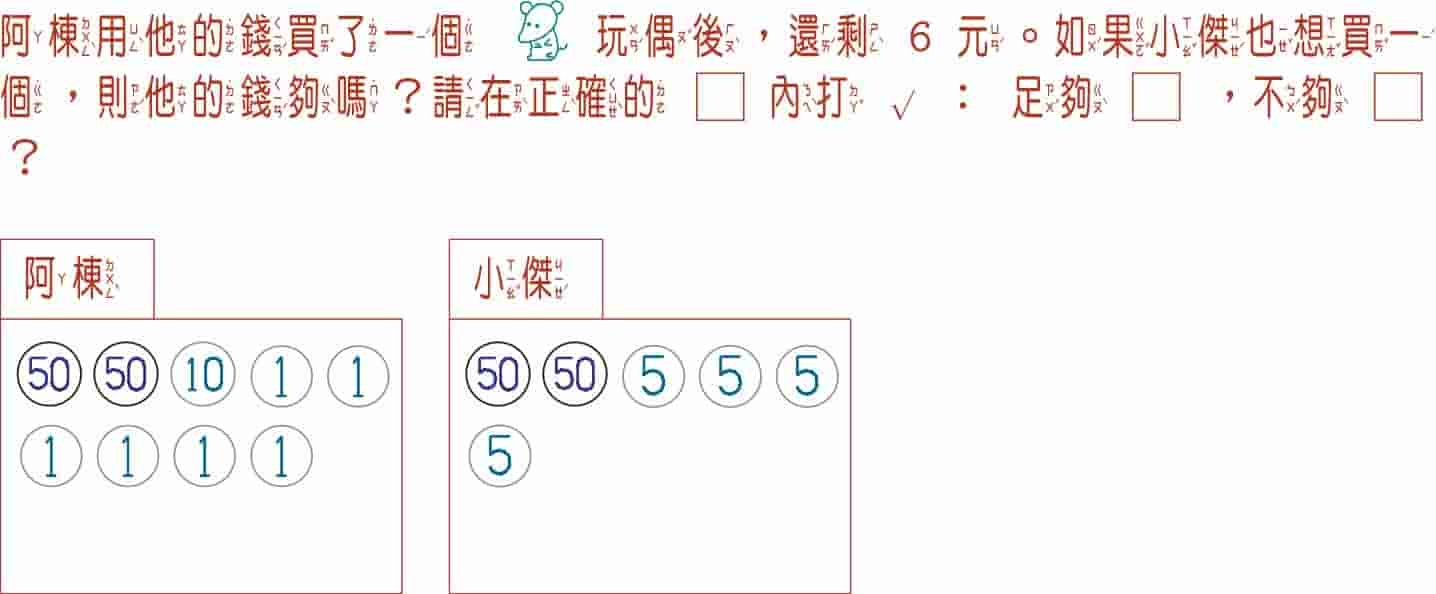 阿棟用他的錢買了一個 玩偶後，還剩 6 元。如果小傑也想買一
個，則他的錢夠嗎？請在正確的 □ 內打 √ ： 足夠 □ ，不夠 □
？
阿棟 小傑
50 50 10 1 1 50 50 5 5 5
1 1 1 1 5